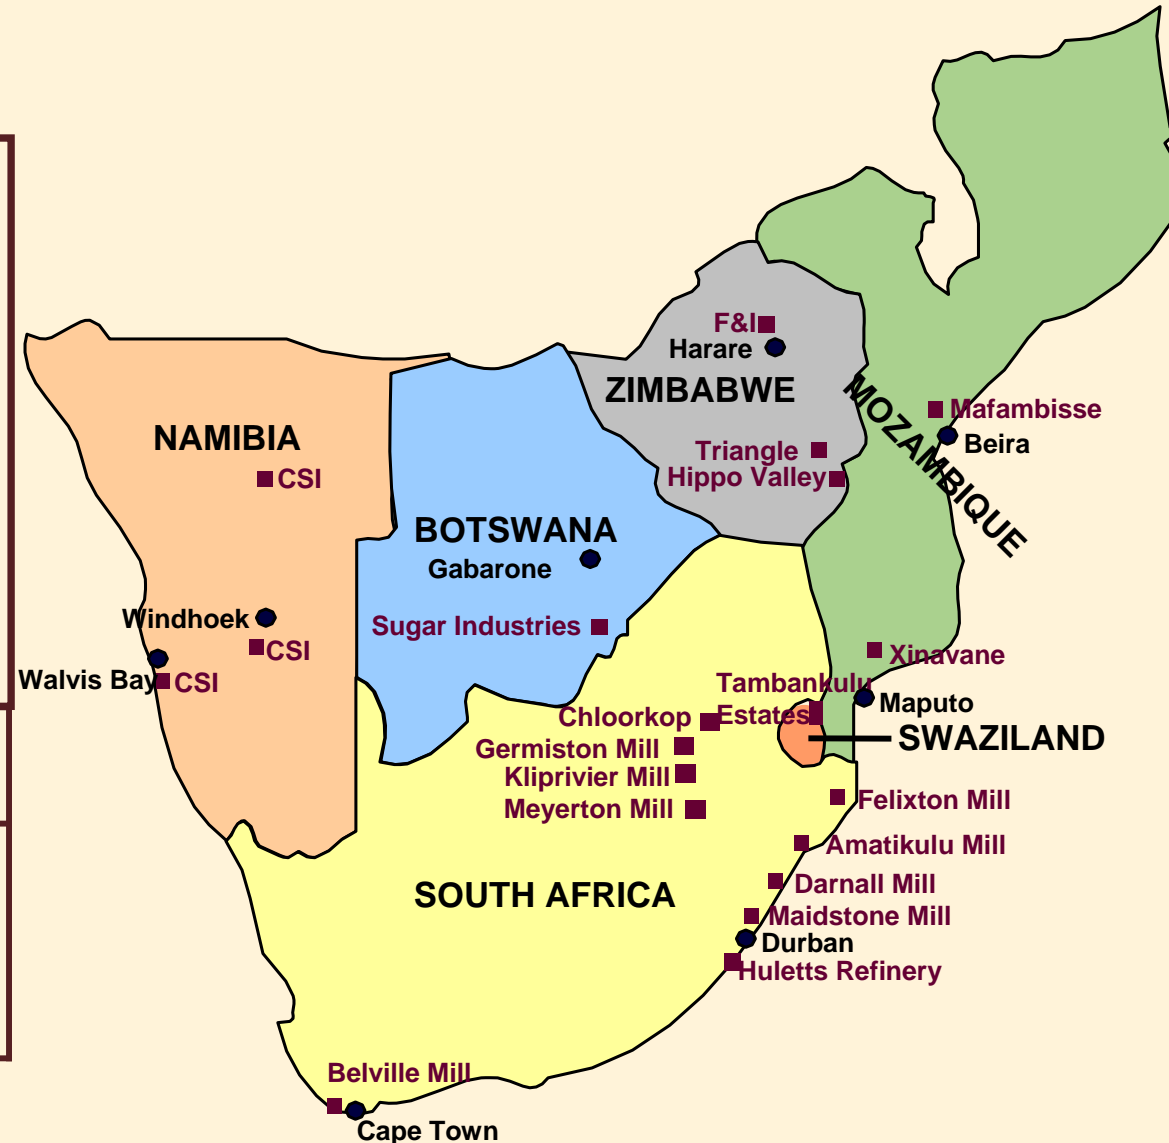 F&I
Harare
ZIMBABWE
MOZAMBIQUE
Mafambisse
Beira
NAMIBIA
Triangle
CSI
Hippo Valley
BOTSWANA
Gabarone
Windhoek
Sugar Industries
CSI
Xinavane
Walvis Bay
CSI
Tambankulu
Estates
Maputo
Chloorkop
SWAZILAND
Germiston Mill
Kliprivier Mill
Felixton Mill
Meyerton Mill
Amatikulu Mill
SOUTH AFRICA
Darnall Mill
Maidstone Mill
Durban
Huletts Refinery
Belville Mill
Cape Town